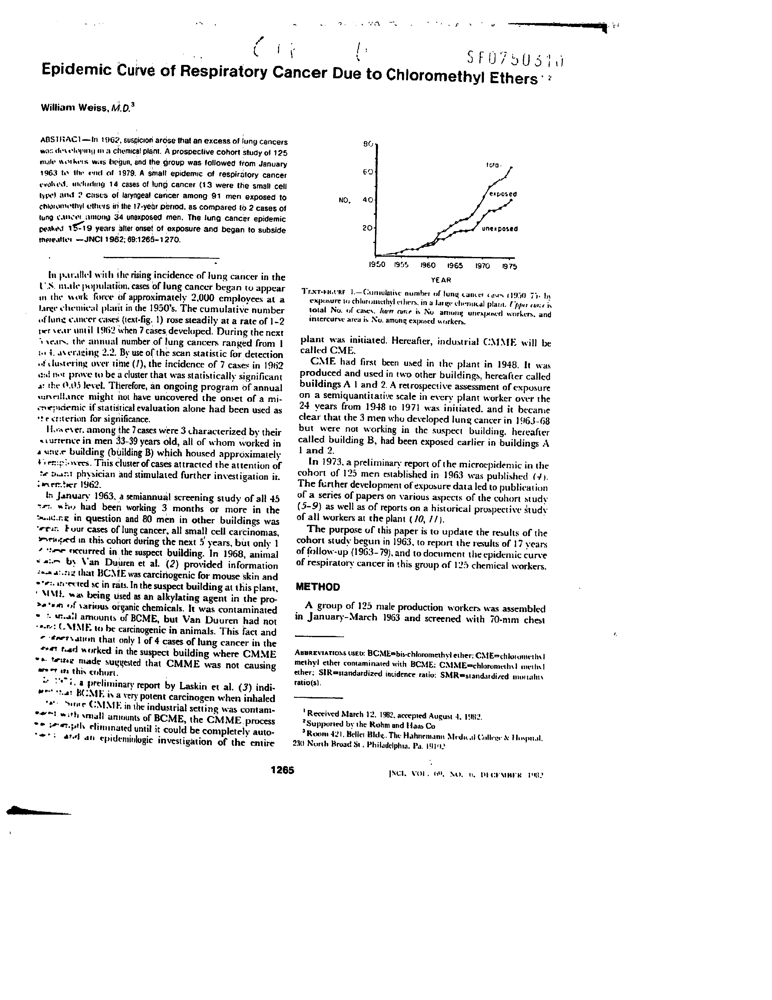 SF0750310
Epidemic Curve of Respiratory Cancer Due to Chloromethyl Ethers 1 2
William Weiss, M.D.3
ABSTRACT—In 1962, suspicion arose that an excess of lung cancers
was developing in a chemical plant. A prospective cohort study of 125
male workers was begun, and the group was followed from January
1963 to the end of 1979. A small epidemic of respiratory cancer
evolved, including 14 cases of lung cancer (13 were the small cell
type) and 2 cases of laryngeal cancer among 91 men exposed to
chloromethyl ethers in the 17-year period, as compared to 2 cases of
lung cancer among 34 unexposed men. The lung cancer epidemic
peaked 15-19 years after onset of exposure and began to subside
thereafter.—JNCI 1982; 69:1265-1270.
In parallel with the rising incidence of lung cancer in the
U.S. male population, cases of lung cancer began to appear
in the work force of approximately 2,000 employees at a
large chemical plant in the 1950's. The cumulative number
of lung cancer cases (text-fig. 1) rose steadily at a rate of 1-2
per year until 1962 when 7 cases developed. During the next
5 years, the annual number of lung cancers ranged from 1
to 4, averaging 2.2. By use of the scan statistic for detection
of clustering over time (1), the incidence of 7 cases in 1962
did not prove to be a cluster that was statistically significant
at the 0.05 level. Therefore, an ongoing program of annual
surveillance might not have uncovered the onset of a mi-
croepidemic if statistical evaluation alone had been used as
the criterion for significance.
However, among the 7 cases were 3 characterized by their
occurrence in men 33-39 years old, all of whom worked in
a single building (building B) which housed approximately
employees. This cluster of cases attracted the attention of
the plant physician and stimulated further investigation in
November 1962.
In January 1963, a semiannual screening study of all 45
men who had been working 3 months or more in the
building in question and 80 men in other buildings was
begun. Four cases of lung cancer, all small cell carcinomas,
developed in this cohort during the next 5 years, but only 1
of these occurred in the suspect building. In 1968, animal
studies by Van Duuren et al. (2) provided information
indicating that BCME was carcinogenic for mouse skin and
when injected sc in rats. In the suspect building at this plant,
CMME was being used as an alkylating agent in the pro-
duction of various organic chemicals. It was contaminated
with small amounts of BCME, but Van Duuren had not
found CMME to be carcinogenic in animals. This fact and
the observation that only 1 of 4 cases of lung cancer in the
cohort had worked in the suspect building where CMME
was being made suggested that CMME was not causing
cancer in this cohort.
In 1971, a preliminary report by Laskin et al. (3) indi-
cated that BCME is a very potent carcinogen when inhaled
by rats. Since CMME in the industrial setting was contam-
inated with small amounts of BCME, the CMME process
was promptly eliminated until it could be completely auto-
mated and an epidemiologic investigation of the entire
80
60
40
20
NO.
total
exposed
unexposed
1950 1955 1960 1965 1970 1975
YEAR
TEXT-FIGURE 1.—Cumulative number of lung cancer cases (1950-75) by
exposure to chloromethyl ethers, in a large chemical plant. Upper curve is
total No. of cases, lower curve is No. among unexposed workers, and
intercurve area is No. among exposed workers.
plant was initiated. Hereafter, industrial CMME will be
called CME.
CME had first been used in the plant in 1948. It was
produced and used in two other buildings, hereafter called
buildings A 1 and 2. A retrospective assessment of exposure
on a semiquantitative scale in every plant worker over the
24 years from 1948 to 1971 was initiated, and it became
clear that the 3 men who developed lung cancer in 1963-68
but were not working in the suspect building, hereafter
called building B, had been exposed earlier in buildings A
1 and 2.
In 1973, a preliminary report of the microepidemic in the
cohort of 125 men established in 1963 was published (4).
The further development of exposure data led to publication
of a series of papers on various aspects of the cohort study
(5-9) as well as of reports on a historical prospective study
of all workers at the plant (10, 11).
The purpose of this paper is to update the results of the
cohort study begun in 1963, to report the results of 17 years
of follow-up (1963-79), and to document the epidemic curve
of respiratory cancer in this group of 125 chemical workers.
METHOD
A group of 125 male production workers was assembled
in January-March 1963 and screened with 70-mm chest
ABBREVIATIONS USED: BCME=bis-chloromethyl ether; CME=chloromethyl
methyl ether contaminated with BCME; CMME=chloromethyl methyl
ether; SIR=standardized incidence ratio; SMR=standardized mortality
ratio(s).
1 Received March 12, 1982, accepted August 4, 1982.
2 Supported by the Rohm and Haas Co
3 Room 421, Bellet Bldg., The Hahnemann Medical College & Hospital,
230 North Broad St., Philadelphia, Pa. 19102
1265
JNCI, VOL. 69, NO. 6, DECEMBER 1982